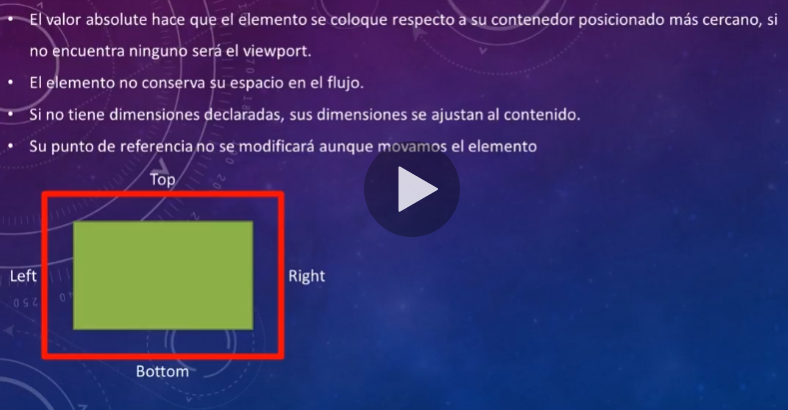 • El valor absolute hace que el elemento se coloque respecto a su contenedor posicionado más cercano, si
no encuentra ninguno será el viewport.
• El elemento no conserva su espacio en el flujo.
• Si no tiene dimensiones declaradas, sus dimensiones se ajustan al contenido.
• Su punto de referencia no se modificará aunque movamos el elemento
Top
Left
Right
Bottom